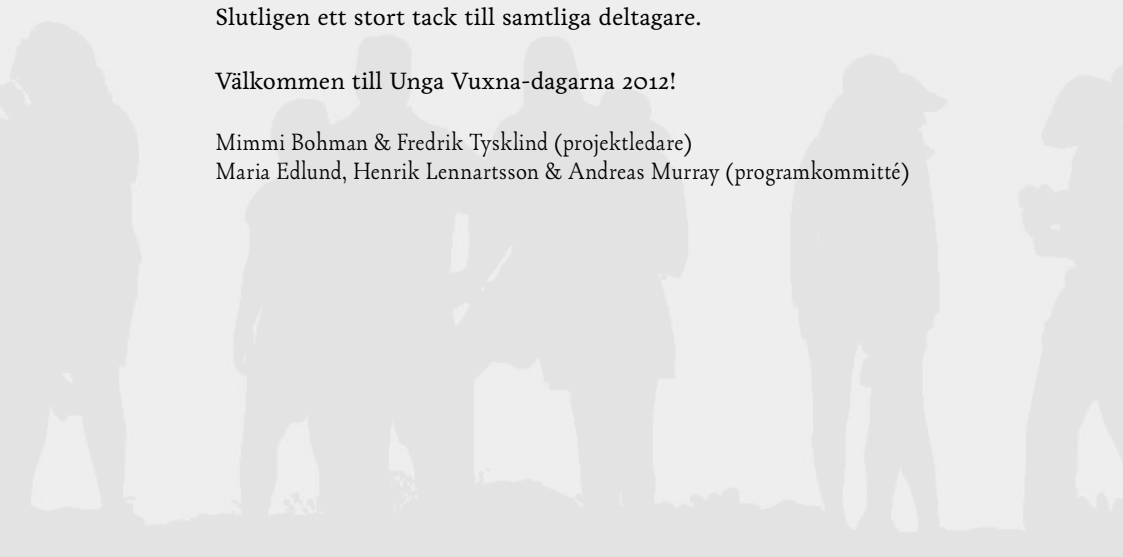 Slutligen ett stort tack till samtliga deltagare.
Välkommen till Unga Vuxna-dagarna 2012!
Mimmi Bohman & Fredrik Tysklind (projektledare)
Maria Edlund, Henrik Lennartsson & Andreas Murray (programkommitté)